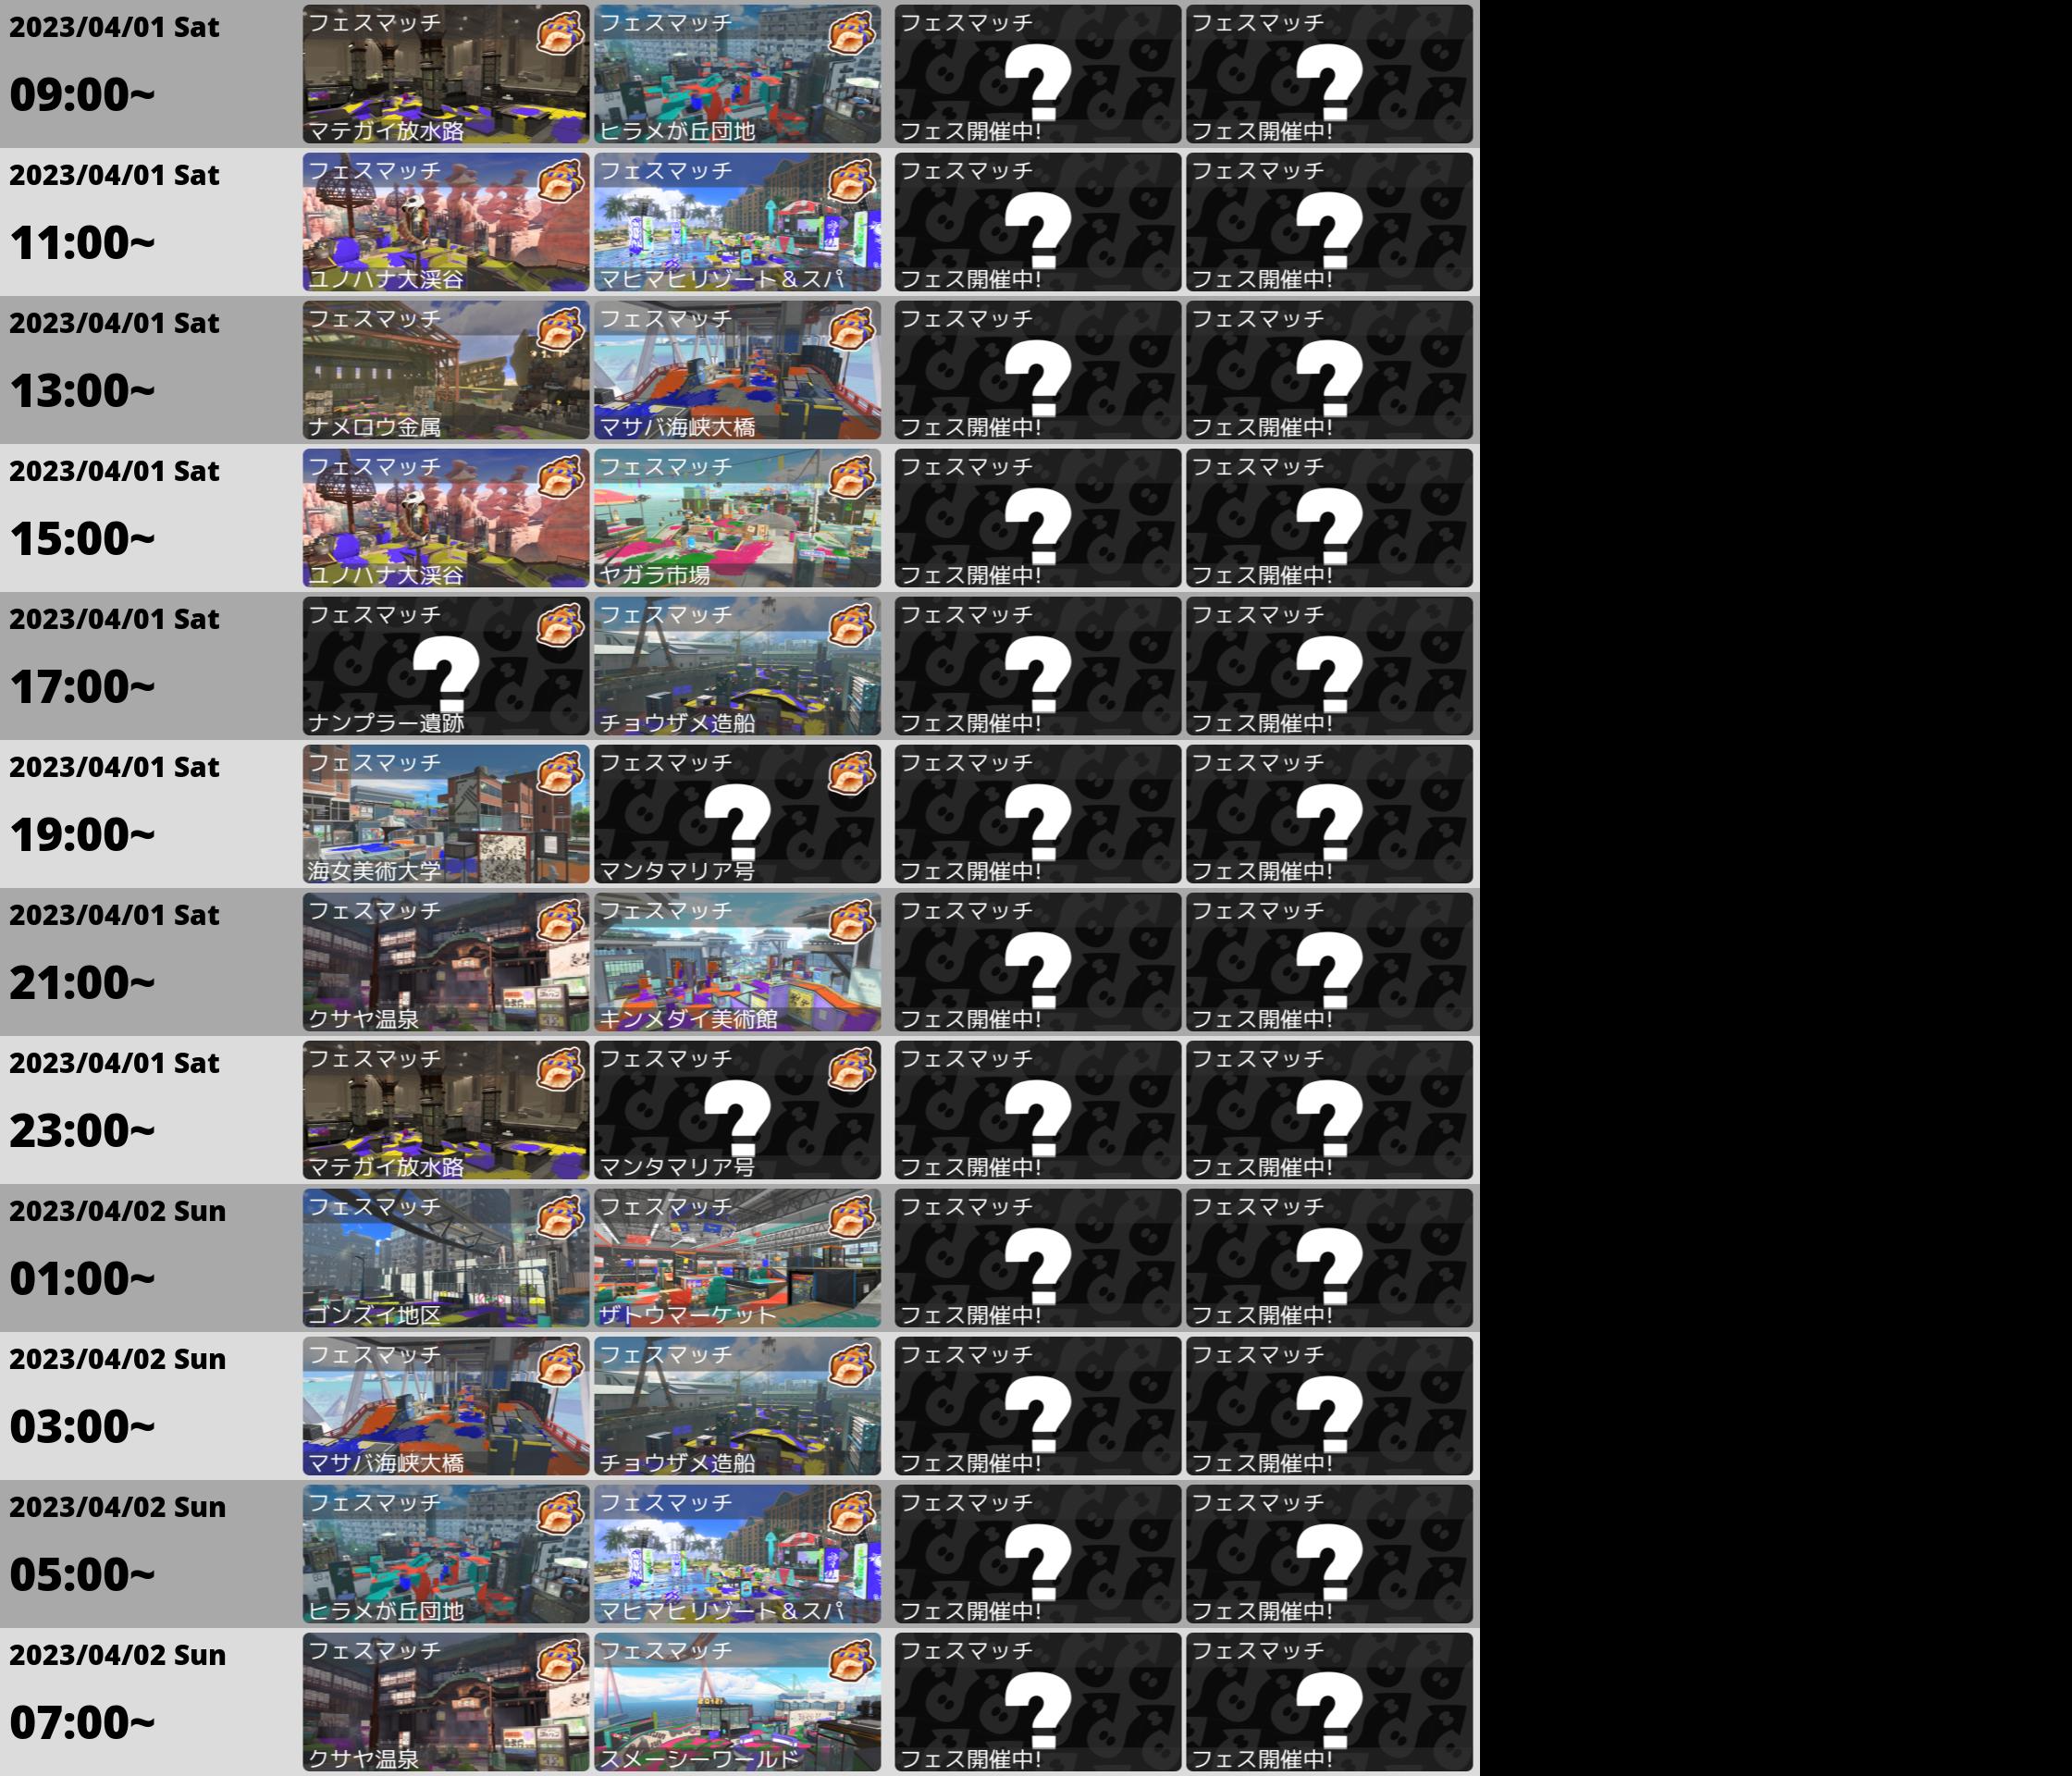 2023/04/01 Sat
09:00~
フェスマッチ
マテガイ放水路
フェスマッチ
ヒラメが丘団地
フェスマッチ
フェス開催中!
フェスマッチ
フェス開催中!
2023/04/01 Sat
11:00~
フェスマッチ
ユノハナ大渓谷
フェスマッチ
マヒマヒリゾート＆スパ
フェスマッチ
フェス開催中!
フェスマッチ
フェス開催中!
2023/04/01 Sat
13:00~
フェスマッチ
ナメロウ金属
フェスマッチ
マサバ海峡大橋
フェスマッチ
フェス開催中!
フェスマッチ
フェス開催中!
2023/04/01 Sat
15:00~
フェスマッチ
ユノハナ大渓谷
フェスマッチ
ヤガラ市場
フェスマッチ
フェス開催中!
フェスマッチ
フェス開催中!
2023/04/01 Sat
17:00~
フェスマッチ
?
ナンプラー遺跡
フェスマッチ
チョウザメ造船
フェスマッチ
フェス開催中!
フェスマッチ
フェス開催中!
2023/04/01 Sat
19:00~
フェスマッチ
海女美術大学
フェスマッチ
?
マンタマリア号
フェスマッチ
フェス開催中!
フェスマッチ
フェス開催中!
2023/04/01 Sat
21:00~
フェスマッチ
クサヤ温泉
フェスマッチ
キンメダイ美術館
フェスマッチ
フェス開催中!
フェスマッチ
フェス開催中!
2023/04/01 Sat
23:00~
フェスマッチ
マテガイ放水路
フェスマッチ
?
マンタマリア号
フェスマッチ
フェス開催中!
フェスマッチ
フェス開催中!
2023/04/02 Sun
01:00~
フェスマッチ
ゴンズイ地区
フェスマッチ
ザトウマーケット
フェスマッチ
フェス開催中!
フェスマッチ
フェス開催中!
2023/04/02 Sun
03:00~
フェスマッチ
マサバ海峡大橋
フェスマッチ
チョウザメ造船
フェスマッチ
フェス開催中!
フェスマッチ
フェス開催中!
2023/04/02 Sun
05:00~
フェスマッチ
ヒラメが丘団地
フェスマッチ
マヒマヒリゾート＆スパ
フェスマッチ
フェス開催中!
フェスマッチ
フェス開催中!
2023/04/02 Sun
07:00~
フェスマッチ
クサヤ温泉
フェスマッチ
スメーシーワールド
フェスマッチ
フェス開催中!
フェスマッチ
フェス開催中!